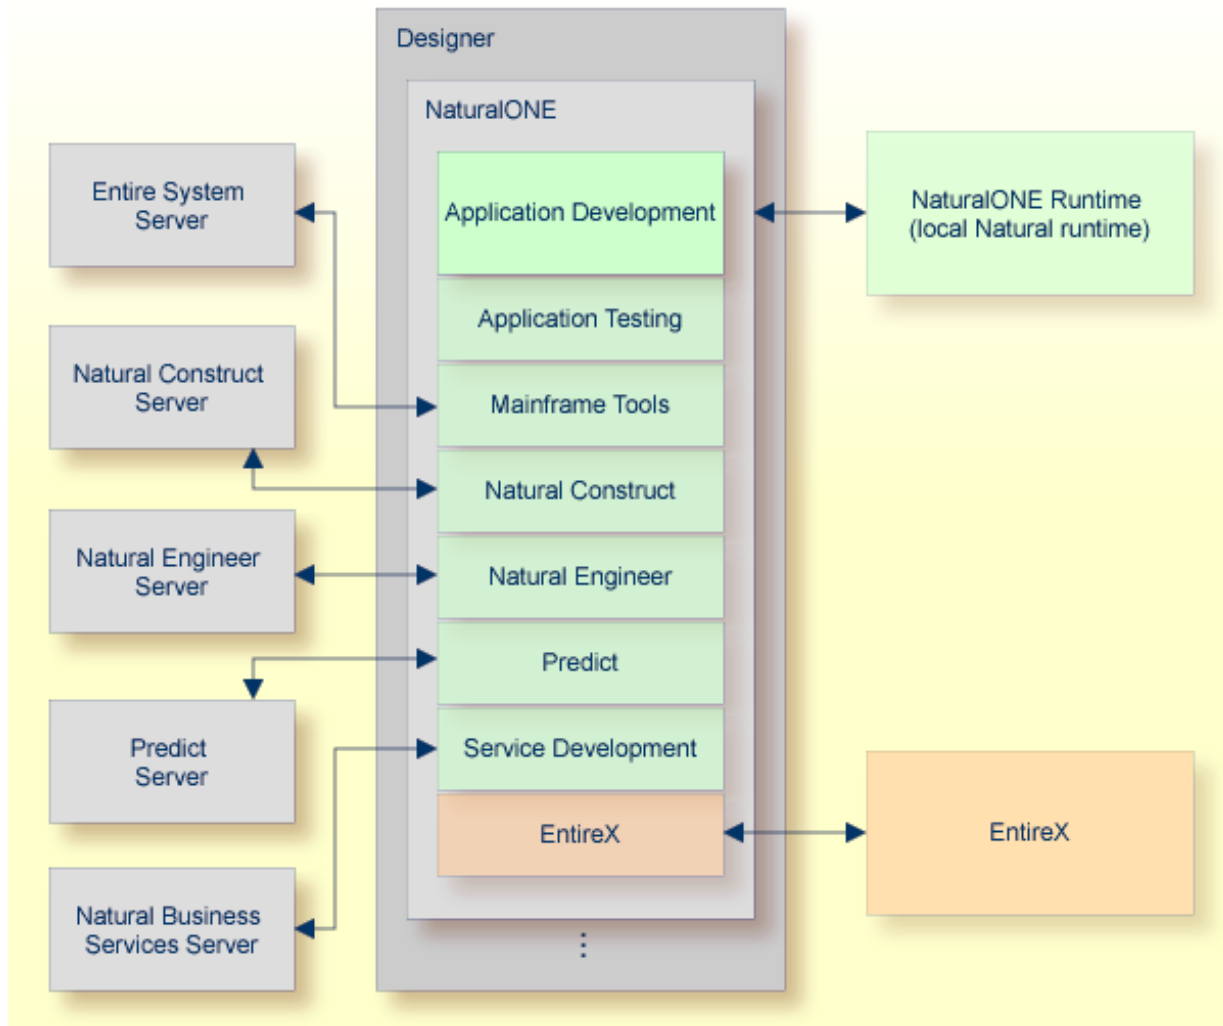 Designer
NaturalONE
Entire System
Server
Natural Construct
Server
Natural Engineer
Server
Predict
Server
Natural Business
Services Server
Application Development
Application Testing
Mainframe Tools
Natural Construct
Natural Engineer
Predict
Service Development
EntireX
⋮
NaturalONE Runtime
(local Natural runtime)
EntireX